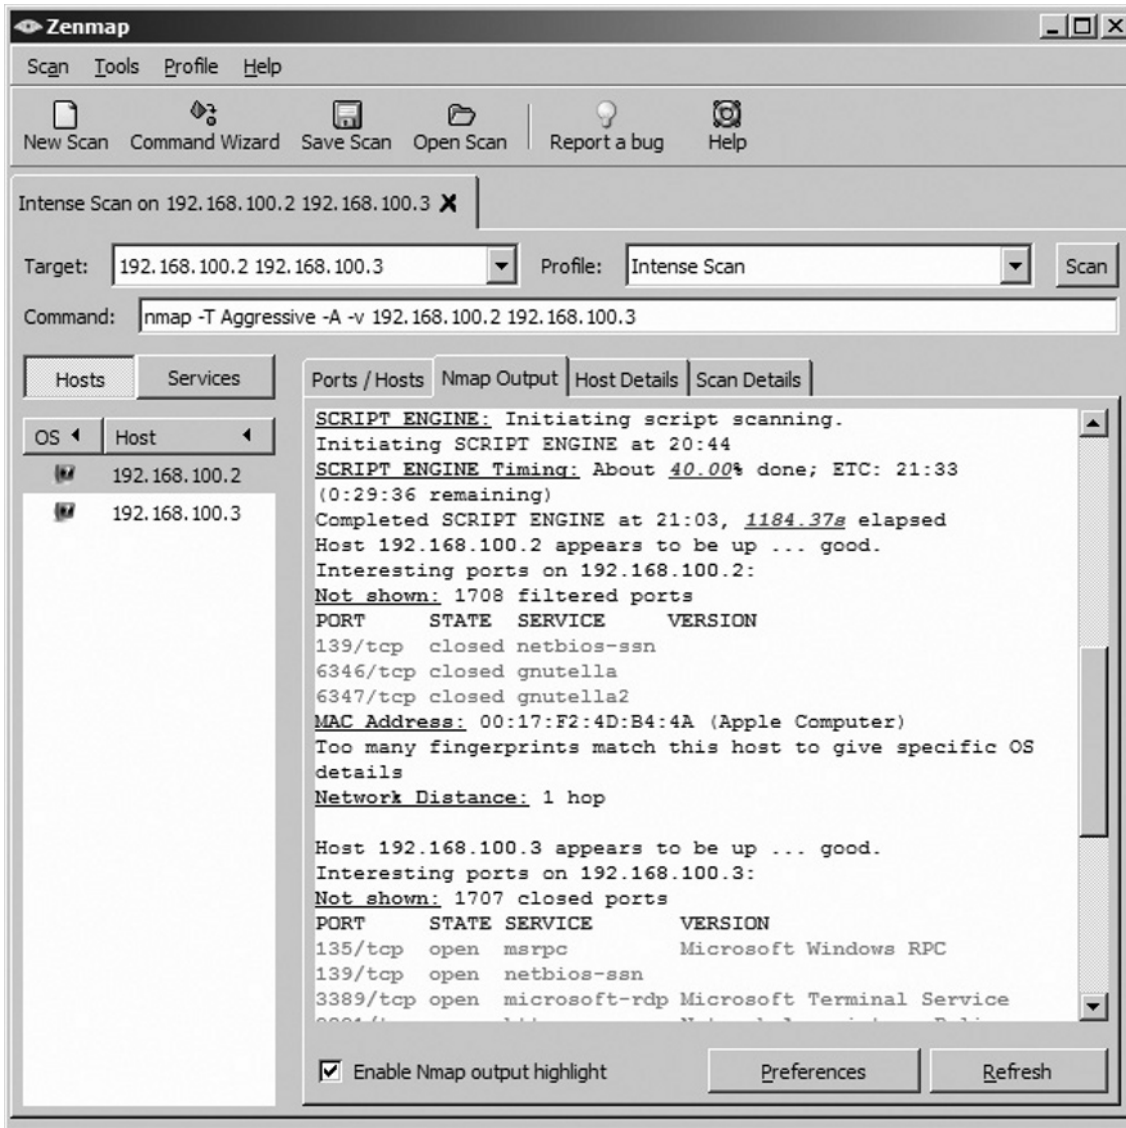 Zenmap
Scan Tools Profile Help
New Scan Command Wizard Save Scan Open Scan Report a bug Help
Intense Scan on 192.168.100.2 192.168.100.3
Target: 192.168.100.2 192.168.100.3 Profile: Intense Scan Scan
Command: nmap -T Aggressive -A -v 192.168.100.2 192.168.100.3
Hosts Services
OS Host
192.168.100.2
192.168.100.3
Ports / Hosts Nmap Output Host Details Scan Details
SCRIPT ENGINE: Initiating script scanning.
Initiating SCRIPT ENGINE at 20:44
SCRIPT ENGINE Timing: About 40.00% done; ETC: 21:33
(0:29:36 remaining)
Completed SCRIPT ENGINE at 21:03, 1184.37s elapsed
Host 192.168.100.2 appears to be up ... good.
Interesting ports on 192.168.100.2:
Not shown: 1708 filtered ports
PORT STATE SERVICE VERSION
139/tcp closed netbios-ssn
6346/tcp closed gnutella
6347/tcp closed gnutella2
MAC Address: 00:17:F2:4D:B4:4A (Apple Computer)
Too many fingerprints match this host to give specific OS
details
Network Distance: 1 hop
Host 192.168.100.3 appears to be up ... good.
Interesting ports on 192.168.100.3:
Not shown: 1707 closed ports
PORT STATE SERVICE VERSION
135/tcp open msrpc Microsoft Windows RPC
139/tcp open netbios-ssn
3389/tcp open microsoft-rdp Microsoft Terminal Service
Enable Nmap output highlight Preferences Refresh